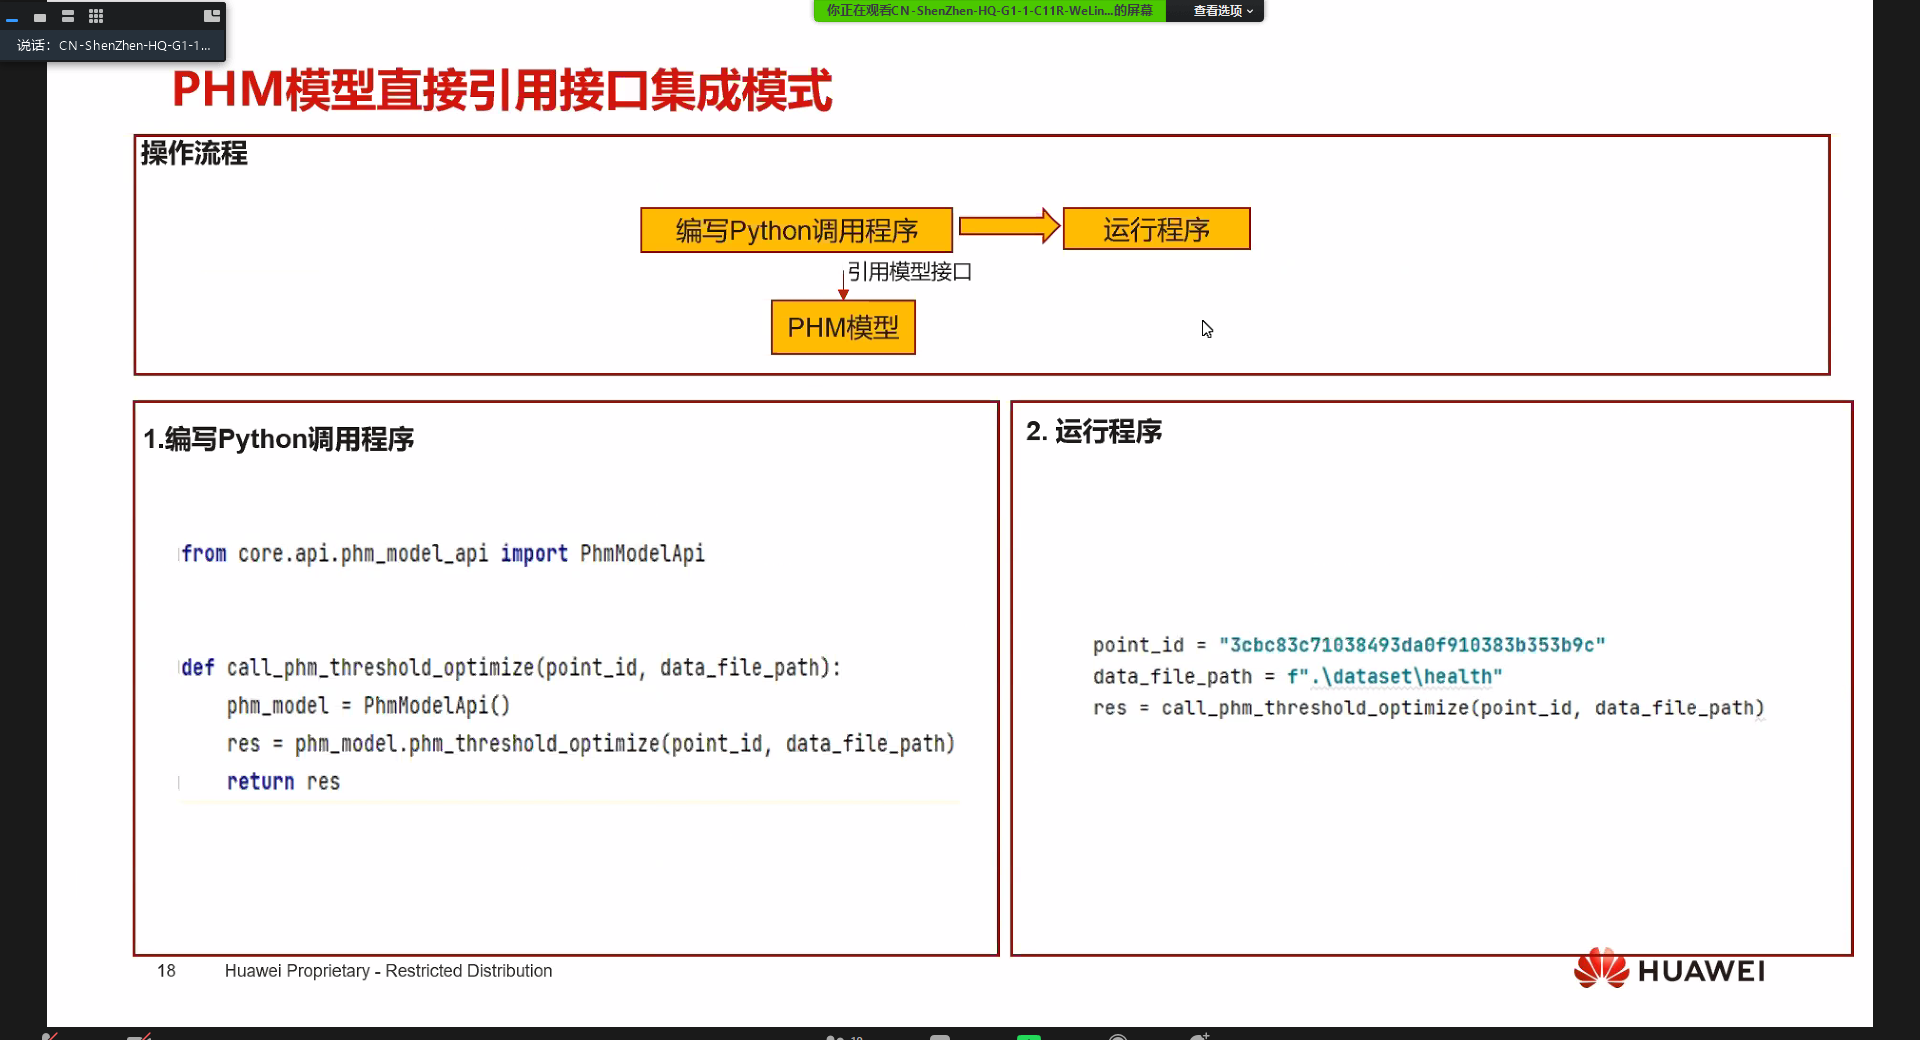 你正在观看CN-ShenZhen-HQ-G1-1-C11R-WeLin...的屏幕
查看选项
说话：CN-ShenZhen-HQ-G1-1...
PHM模型直接引用接口集成模式
操作流程
编写Python调用程序
运行程序
引用模型接口
PHM模型
1.编写Python调用程序
from core.api.phm_model_api import PhmModelApi
def call_phm_threshold_optimize(point_id, data_file_path):
phm_model = PhmModelApi()
res = phm_model.phm_threshold_optimize(point_id, data_file_path)
return res
2. 运行程序
point_id = "3cbc83c71038493da0f910383b353b9c"
data_file_path = f".\dataset\health"
res = call_phm_threshold_optimize(point_id, data_file_path)
18
Huawei Proprietary - Restricted Distribution
HUAWEI